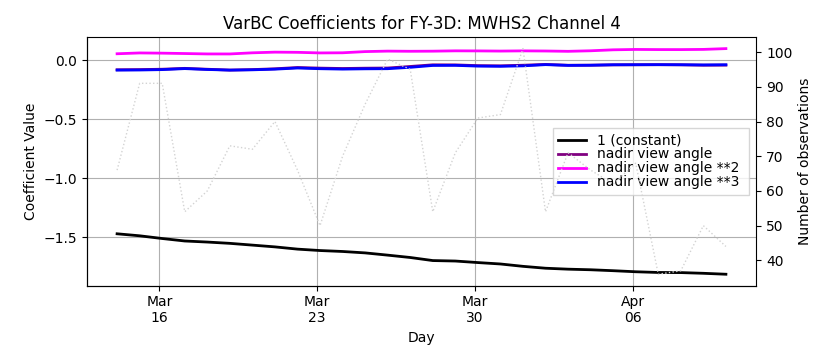 VarBC Coefficients for FY-3D: MWHS2 Channel 4
Coefficient Value
0.0
−0.5
−1.0
−1.5
1 (constant)
nadir view angle
nadir view angle **2
nadir view angle **3
100
90
80
70
60
50
40
Number of observations
Mar
16
Mar
23
Mar
30
Apr
06
Day